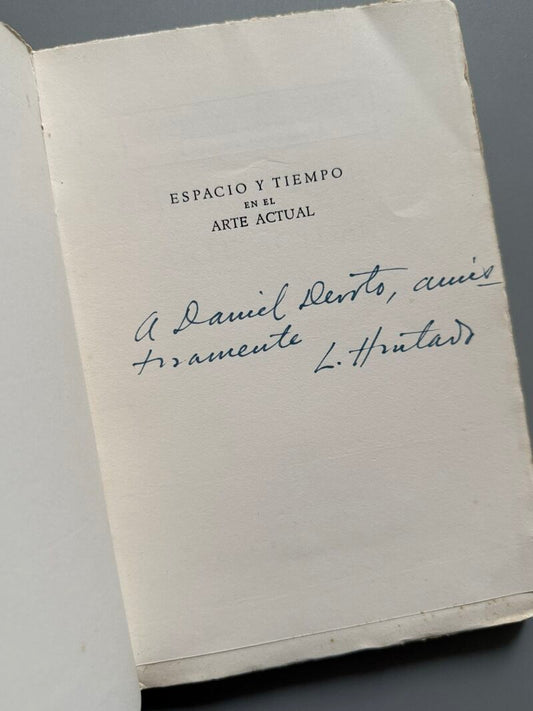 ESPACIO Y TIEMPO
EN EL
ARTE ACTUAL
A Daniel Devoto, amis
tosamente
L. Hurtado